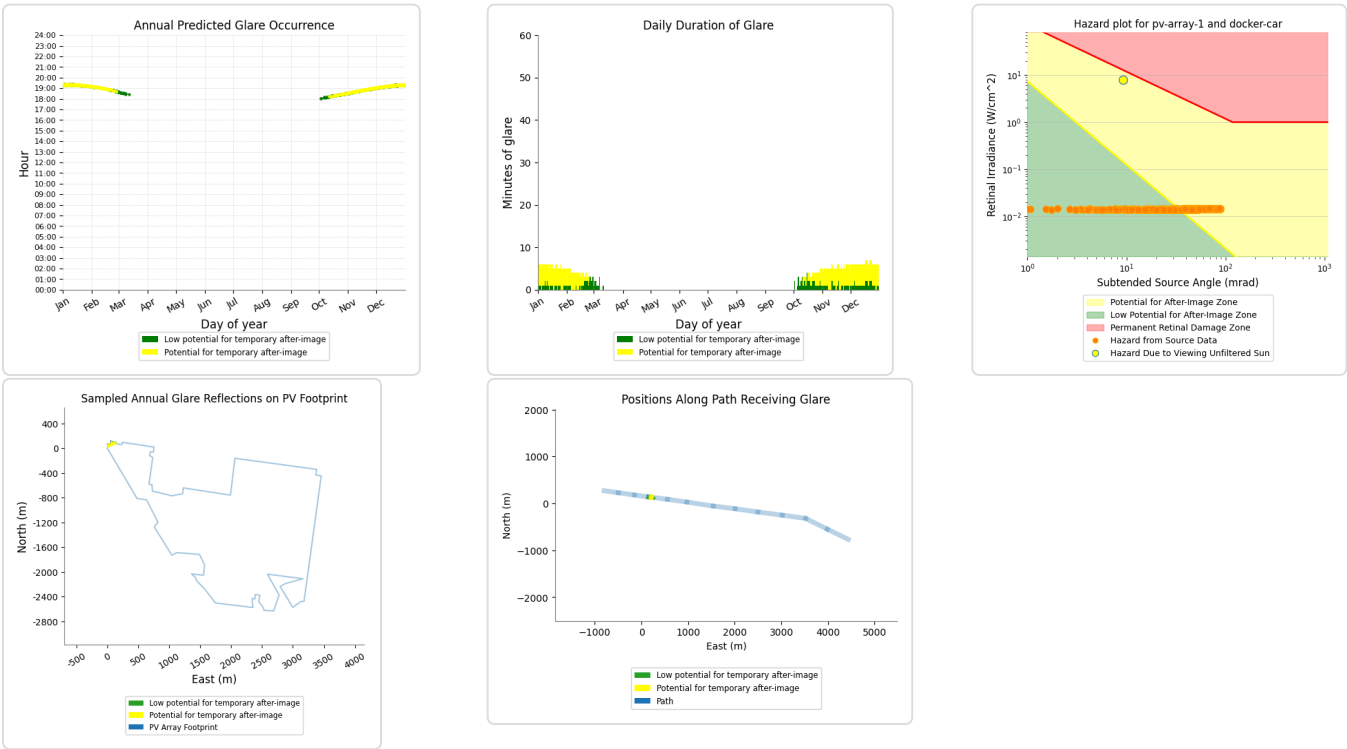 Annual Predicted Glare Occurrence
24:00
23:00
22:00
21:00
20:00
19:00
18:00
17:00
16:00
15:00
14:00
13:00
12:00
11:00
10:00
09:00
08:00
07:00
06:00
05:00
04:00
03:00
02:00
01:00
00:00
Hour
Jan Feb Mar Apr May Jun Jul Aug Sep Oct Nov Dec
Day of year
Low potential for temporary after-image
Potential for temporary after-image
Daily Duration of Glare
60
50
40
30
20
10
0
Minutes of glare
Jan Feb Mar Apr May Jun Jul Aug Sep Oct Nov Dec
Day of year
Low potential for temporary after-image
Potential for temporary after-image
Hazard plot for pv-array-1 and docker-car
10^1
10^0
10^-1
10^-2
Retinal Irradiance (W/cm^2)
10^0 10^1 10^2 10^3
Subtended Source Angle (mrad)
Potential for After-Image Zone
Low Potential for After-Image Zone
Permanent Retinal Damage Zone
Hazard from Source Data
Hazard Due to Viewing Unfiltered Sun
Sampled Annual Glare Reflections on PV Footprint
400
0
-400
-800
-1200
-1600
-2000
-2400
-2800
North (m)
-500 0 500 1000 1500 2000 2500 3000 3500 4000
East (m)
Low potential for temporary after-image
Potential for temporary after-image
PV Array Footprint
Positions Along Path Receiving Glare
2000
1000
0
−1000
−2000
North (m)
−1000 0 1000 2000 3000 4000 5000
East (m)
Low potential for temporary after-image
Potential for temporary after-image
Path